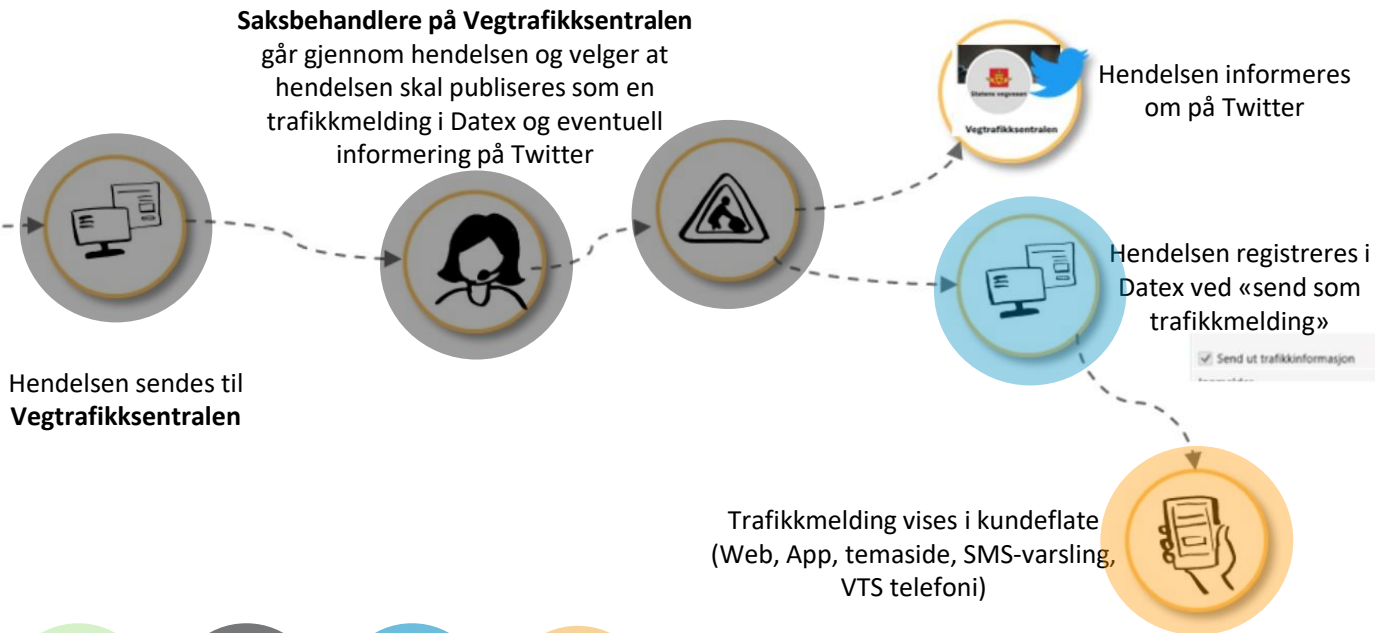 Saksbehandlere på Vegtrafikksentralen
går gjennom hendelsen og velger at
hendelsen skal publiseres som en
trafikkmelding i Datex og eventuell
informering på Twitter
Statens vegvesen
Vegtrafikksentralen
Hendelsen informeres
om på Twitter
Hendelsen registreres i
Datex ved «send som
trafikkmelding»
Send ut trafikkinformasjon
Hendelsen sendes til
Vegtrafikksentralen
Trafikkmelding vises i kundeflate
(Web, App, temaside, SMS-varsling,
VTS telefoni)